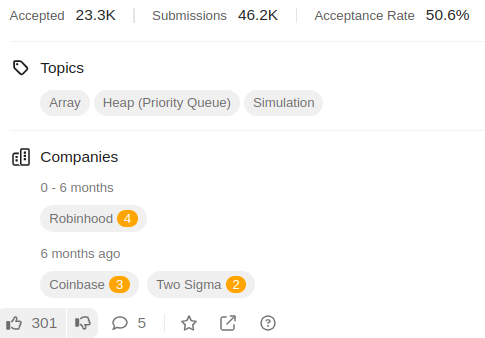 Accepted 23.3K Submissions 46.2K Acceptance Rate 50.6%
Topics
Array Heap (Priority Queue) Simulation
Companies
0 - 6 months
Robinhood 4
6 months ago
Coinbase 3 Two Sigma 2
301 5